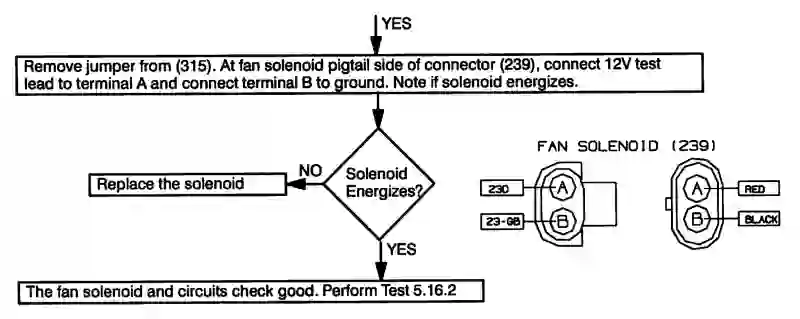 YES
Remove jumper from (315). At fan solenoid pigtail side of connector (239), connect 12V test
lead to terminal A and connect terminal B to ground. Note if solenoid energizes.
NO
Solenoid
Energizes?
Replace the solenoid
YES
The fan solenoid and circuits check good. Perform Test 5.16.2
FAN SOLENOID (239)
23D
A
23-GB
B
A
RED
B
BLACK